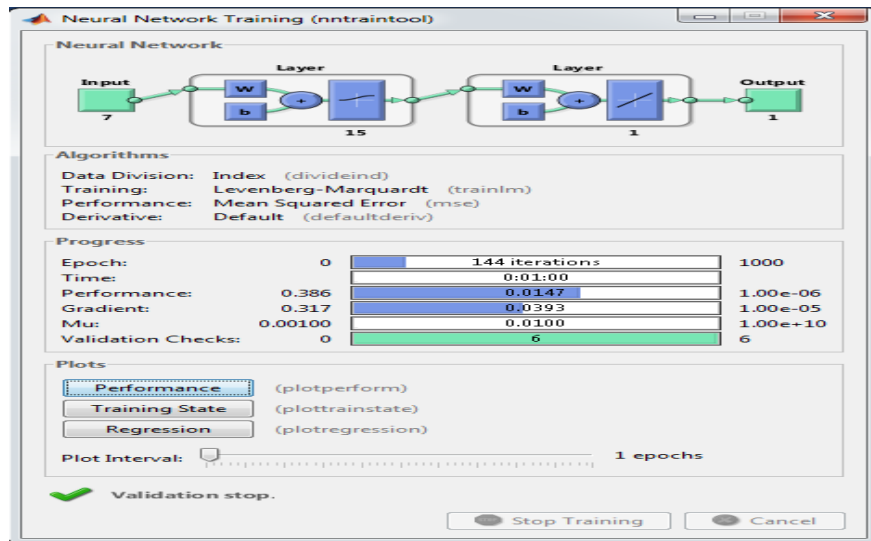 Neural Network Training (nntraintool)
Neural Network
Layer
Layer
Input
W
b
+
W
b
+
Output
7
15
1
1
Algorithms
Data Division: Index (divideind)
Training: Levenberg-Marquardt (trainlm)
Performance: Mean Squared Error (mse)
Derivative: Default (defaultderiv)
Progress
Epoch: 0 144 iterations 1000
Time: 0:01:00
Performance: 0.386 0.0147 1.00e-06
Gradient: 0.317 0.0393 1.00e-05
Mu: 0.00100 0.0100 1.00e+10
Validation Checks: 0 6 6
Plots
Performance (plotperform)
Training State (plottrainstate)
Regression (plotregression)
Plot Interval: 1 epochs
Validation stop.
Stop Training Cancel